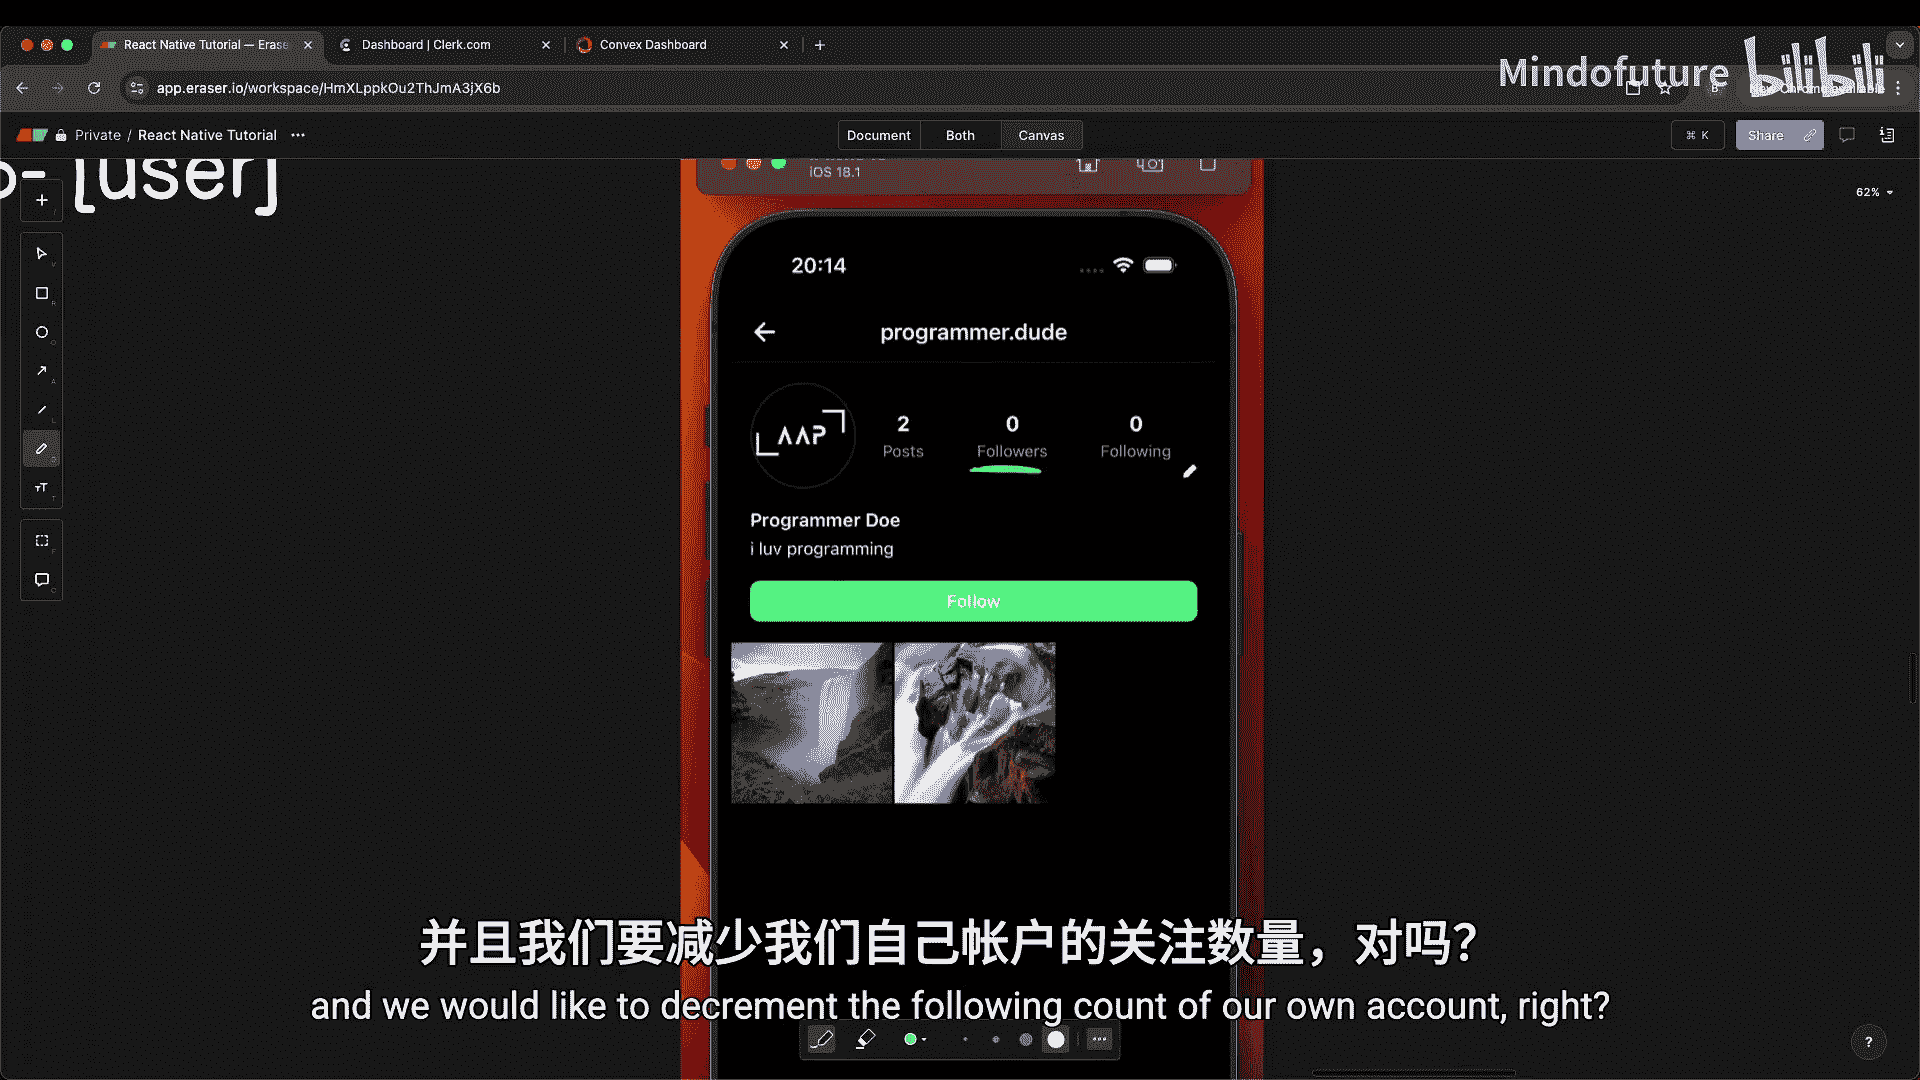 React Native Tutorial — Erase
Dashboard | Clerk.com
Convex Dashboard
Mindofuture bilibili
app.eraser.io/workspace/HmXLppkOu2ThJmA3jX6b
Private / React Native Tutorial
Document
Both
Canvas
⌘ K
Share
[user]
iOS 18.1
62%
20:14
programmer.dude
AAP
2
0
0
Posts
Followers
Following
Programmer Doe
i luv programming
Follow
并且我们要减少我们自己帐户的关注数量，对吗？
and we would like to decrement the following count of our own account, right?
?